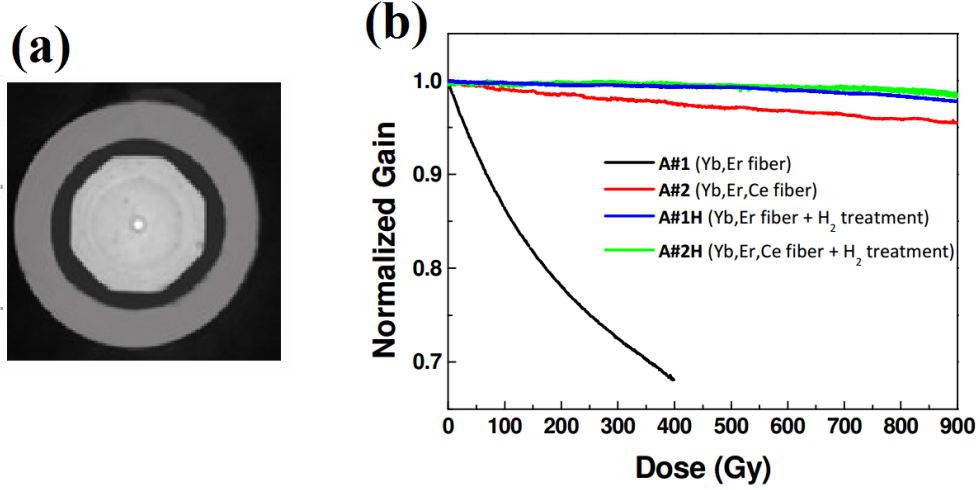 (a)
(b)
1.0
0.9
0.8
0.7
Normalized Gain
A#1 (Yb,Er fiber)
A#2 (Yb,Er,Ce fiber)
A#1H (Yb,Er fiber + H2 treatment)
A#2H (Yb,Er,Ce fiber + H2 treatment)
0 100 200 300 400 500 600 700 800 900
Dose (Gy)